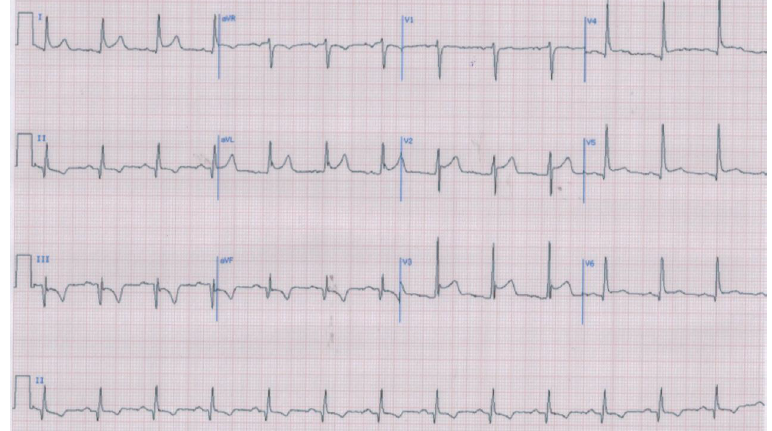 I aVR V1 V4
II aVL V2 V5
III aVF V3 V6
II